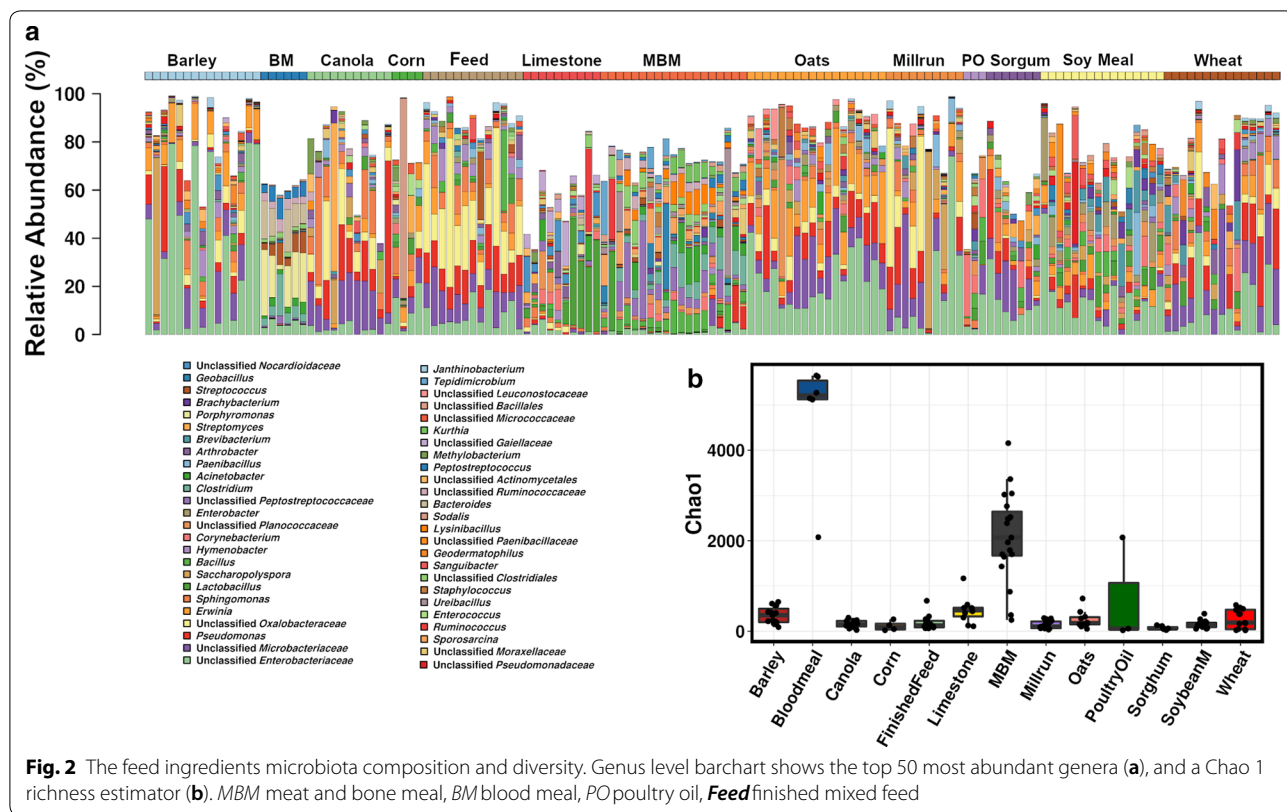 a
Barley BM Canola Corn Feed Limestone MBM Oats Millrun PO Sorgum Soy Meal Wheat
Relative Abundance (%)
100
80
60
40
20
0
Unclassified Nocardioidaceae
Geobacillus
Streptococcus
Brachybacterium
Porphyromonas
Streptomyces
Brevibacterium
Arthrobacter
Paenibacillus
Acinetobacter
Clostridium
Unclassified Peptostreptococcaceae
Enterobacter
Unclassified Planococcaceae
Corynebacterium
Hymenobacter
Bacillus
Saccharopolyspora
Lactobacillus
Sphingomonas
Erwinia
Unclassified Oxalobacteraceae
Pseudomonas
Unclassified Microbacteriaceae
Unclassified Enterobacteriaceae
Janthinobacterium
Tepidimicrobium
Unclassified Leuconostocaceae
Unclassified Bacillales
Unclassified Micrococcaceae
Kurthia
Unclassified Gaiellaceae
Methylobacterium
Peptostreptococcus
Unclassified Actinomycetales
Unclassified Ruminococcaceae
Bacteroides
Sodalis
Lysinibacillus
Unclassified Paenibacillaceae
Geodermatophilus
Sanguibacter
Unclassified Clostridiales
Staphylococcus
Ureibacillus
Enterococcus
Ruminococcus
Sporosarcina
Unclassified Moraxellaceae
Unclassified Pseudomonadaceae
b
Chao1
4000
2000
0
Barley
Bloodmeal
Canola
Corn
FinishedFeed
Limestone
MBM
Millrun
Oats
PoultryOil
Sorghum
SoybeanM
Wheat
Fig. 2 The feed ingredients microbiota composition and diversity. Genus level barchart shows the top 50 most abundant genera (a), and a Chao 1
richness estimator (b). MBM meat and bone meal, BM blood meal, PO poultry oil, Feed finished mixed feed